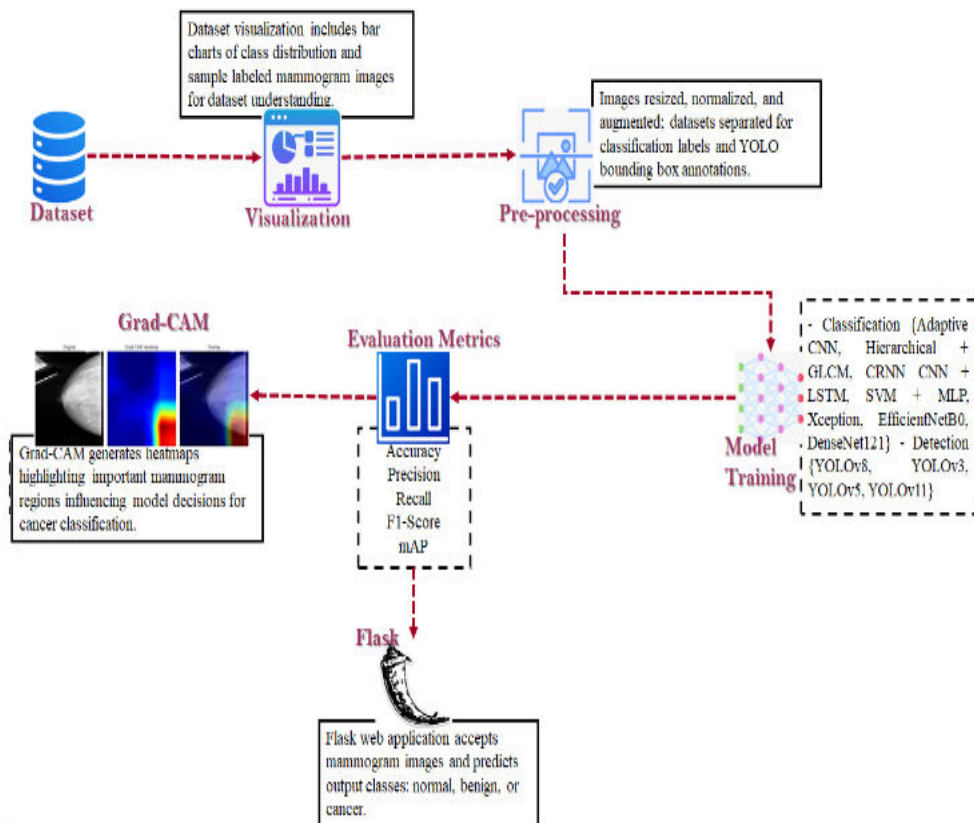 Dataset visualization includes bar
charts of class distribution and
sample labeled mammogram images
for dataset understanding.
Dataset
Visualization
Images resized, normalized, and
augmented: datasets separated for
classification labels and YOLO
bounding box annotations.
Pre-processing
- Classification {Adaptive
CNN, Hierarchical +
GLCM, CRNN CNN +
LSTM, SVM + MLP,
Xception, EfficienfNetB0,
DenseNet121} - Detection
{YOLOv8, YOLOv3,
YOLOv5, YOLOv11}
Model
Training
Evaluation Metrics
Accuracy
Precision
Recall
F1-Score
mAP
Grad-CAM
Grad-CAM generates heatmaps
highlighting important mammogram
regions influencing model decisions for
cancer classification.
Flask
Flask web application accepts
mammogram images and predicts
output classes: normal, benign, or
cancer.